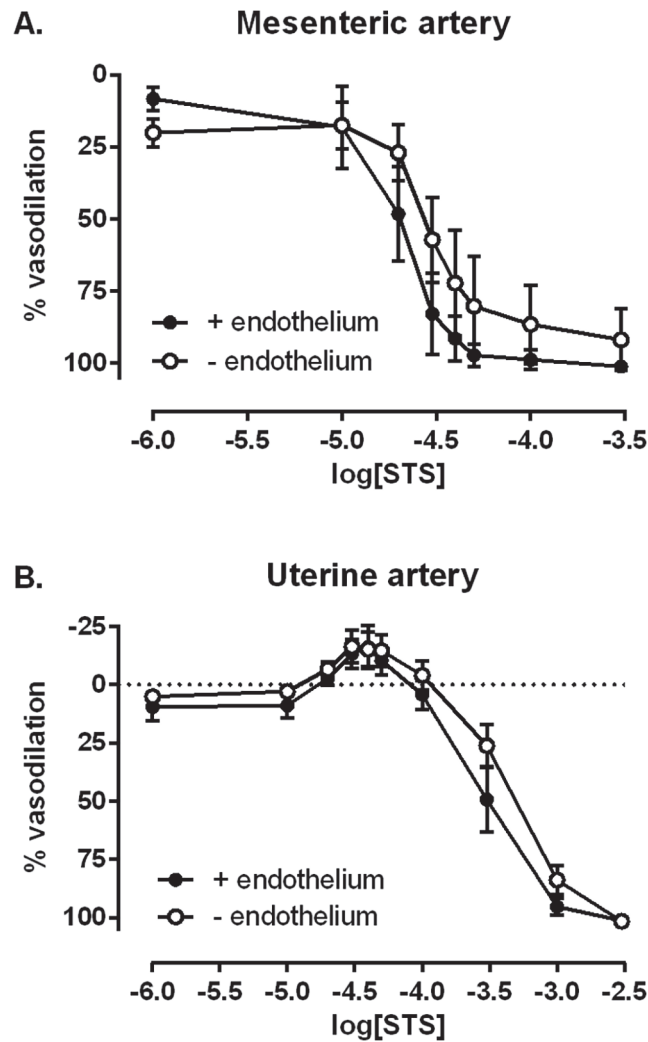 A.
Mesenteric artery
0
25
50
75
100
% vasodilation
+ endothelium
- endothelium
-6.0 -5.5 -5.0 -4.5 -4.0 -3.5
log[STS]
B.
Uterine artery
-25
0
25
50
75
100
% vasodilation
+ endothelium
- endothelium
-6.0 -5.0 -4.5 -4.0 -3.5 -3.0 -2.5
log[STS]